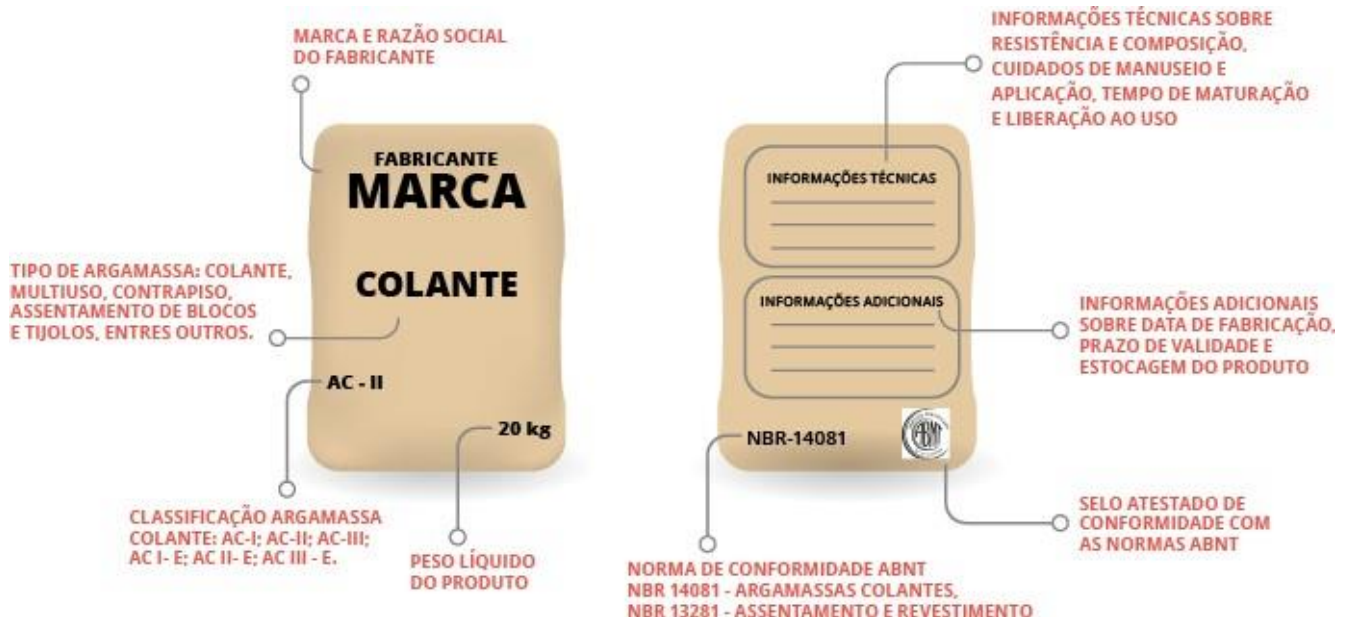 MARCA E RAZÃO SOCIAL
DO FABRICANTE
FABRICANTE
MARCA
COLANTE
TIPO DE ARGAMASSA: COLANTE,
MULTIUSO, CONTRAPISO,
ASSENTAMENTO DE BLOCOS
E TIJOLOS, ENTRES OUTROS.
AC - II
20 kg
CLASSIFICAÇÃO ARGAMASSA
COLANTE: AC-I; AC-II; AC-III;
AC I- E; AC II- E; AC III - E.
PESO LÍQUIDO
DO PRODUTO
INFORMAÇÕES TÉCNICAS SOBRE
RESISTÊNCIA E COMPOSIÇÃO,
CUIDADOS DE MANUSEIO E
APLICAÇÃO, TEMPO DE MATURAÇÃO
E LIBERAÇÃO AO USO
INFORMAÇÕES TÉCNICAS
INFORMAÇÕES ADICIONAIS
INFORMAÇÕES ADICIONAIS
SOBRE DATA DE FABRICAÇÃO,
PRAZO DE VALIDADE E
ESTOCAGEM DO PRODUTO
NBR-14081
ABNT
SELO ATESTADO DE
CONFORMIDADE COM
AS NORMAS ABNT
NORMA DE CONFORMIDADE ABNT
NBR 14081 - ARGAMASSAS COLANTES,
NBR 13281 - ASSENTAMENTO E REVESTIMENTO